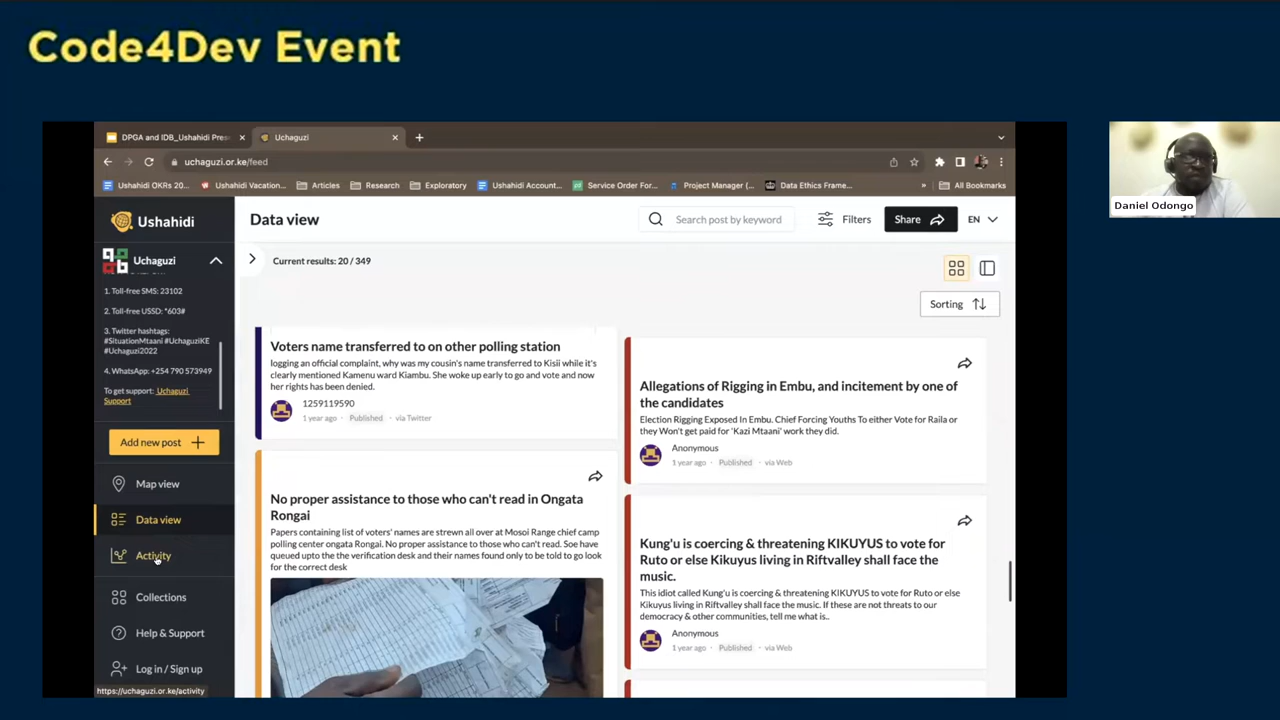 Code4Dev Event
DPGA and IDB_Ushahidi Pres
Uchaguzi
uchaguzi.or.ke/feed
Ushahidi OKRs 20...
Ushahidi Vacation...
Articles
Research
Exploratory
Ushahidi Account...
Service Order For...
Project Manager (...
Data Ethics Frame...
»
All Bookmarks
Ushahidi
Data view
Search post by keyword
Filters
Share
EN
Uchaguzi
Current results: 20 / 349
1. Toll-free SMS: 23102
2. Toll-free USSD: *603#
3. Twitter hashtags:
#SituationMtaani #UchaguziKE
#Uchaguzi2022
4. WhatsApp: +254 790 573949
To get support: Uchaguzi
Support
Add new post
Map view
Data view
Activity
Collections
Help & Support
Log in / Sign up
https://uchaguzi.or.ke/activity
Sorting
Voters name transferred to on other polling station
logging an official complaint, why was my cousin's name transferred to Kisii while it's
clearly mentioned Kamenu ward Kiambu. She woke up early to go and vote and now
her rights has been denied.
1259119590
1 year ago · Published · via Twitter
No proper assistance to those who can't read in Ongata
Rongai
Papers containing list of voters' names are strewn all over at Mosoi Range chief camp
polling center ongata Rongai. No proper assistance to those who can't read. Soe have
queued upto the the verification desk and their names found only to be told to go look
for the correct desk
Allegations of Rigging in Embu, and incitement by one of
the candidates
Election Rigging Exposed In Embu. Chief Forcing Youths To either Vote for Raila or
they Won't get paid for 'Kazi Mtaani' work they did.
Anonymous
1 year ago · Published · via Web
Kung'u is coercing & threatening KIKUYUS to vote for
Ruto or else Kikuyus living in Riftvalley shall face the
music.
This idiot called Kung'u is coercing & threatening KIKUYUS to vote for Ruto or else
Kikuyus living in Riftvalley shall face the music. If these are not threats to our
democracy & other communities, tell me what is..
Anonymous
1 year ago · Published · via Web
Daniel Odongo